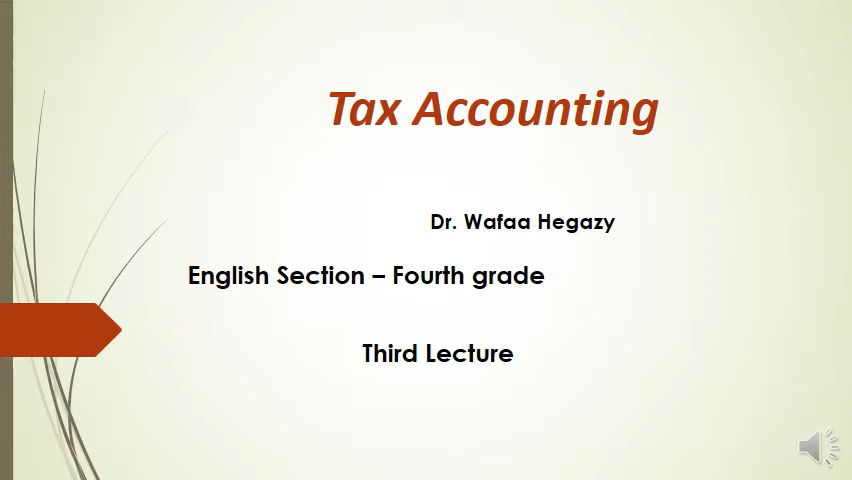 Tax Accounting
Dr. Wafaa Hegazy
English Section – Fourth grade
Third Lecture